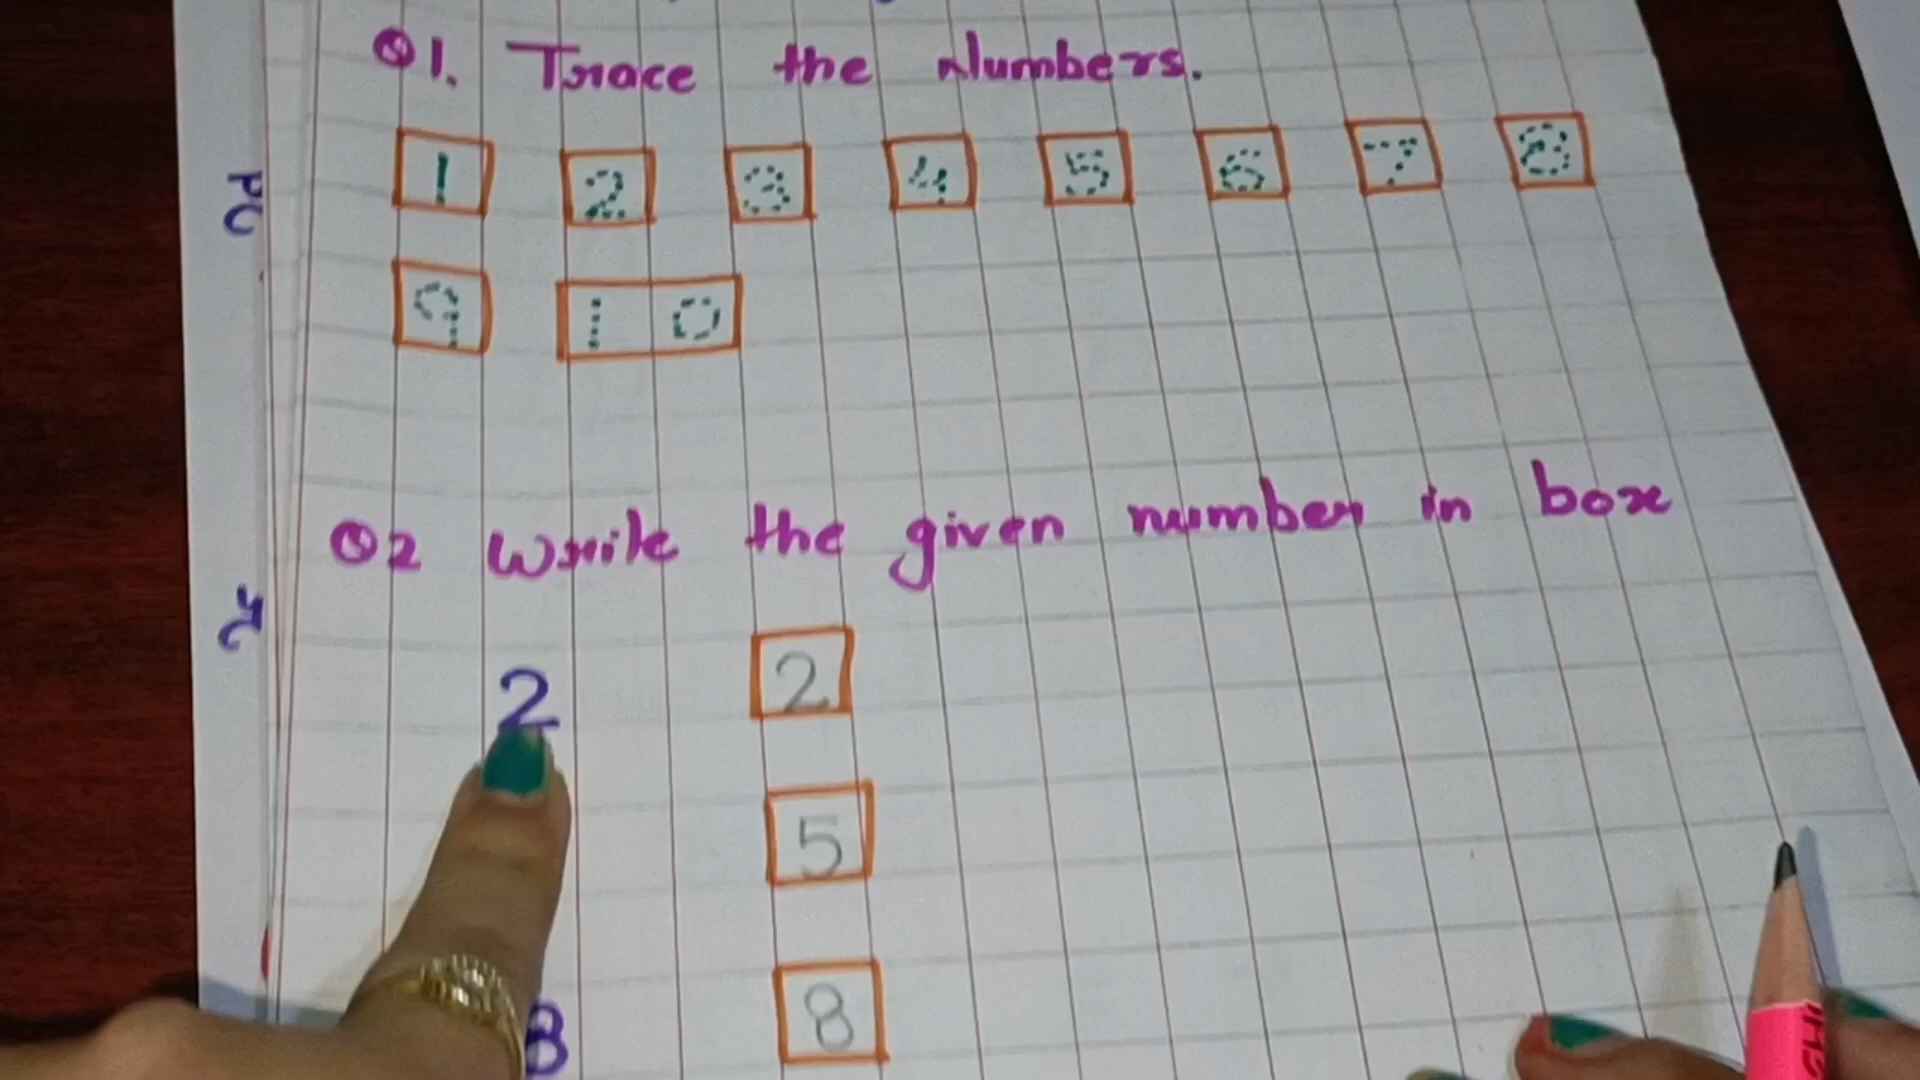 Q1. Trace the Numbers.
1 2 3 4 5 6 7 8
9 10
Q2 Write the given number in box
2 2
5
8 8